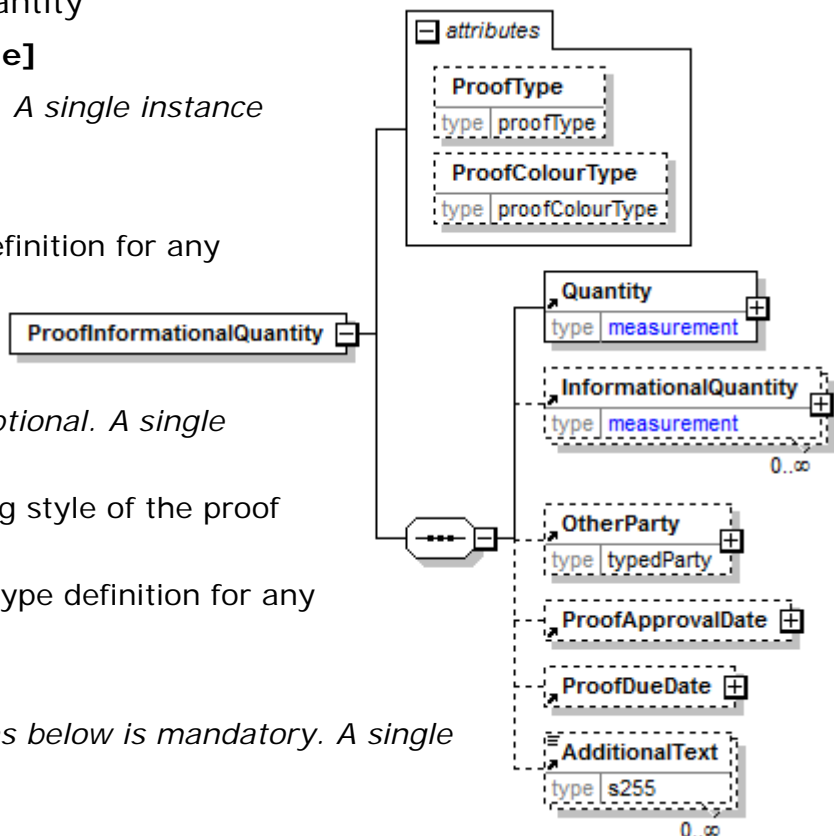 antity
e]
A single instance
efinition for any
ptional. A single
g style of the proof
ype definition for any
s below is mandatory. A single
attributes
ProofType
type proofType
ProofColourType
type proofColourType
ProofInformationalQuantity
Quantity
type measurement
InformationalQuantity
type measurement
0..∞
OtherParty
type typedParty
ProofApprovalDate
ProofDueDate
AdditionalText
type s255
0..∞